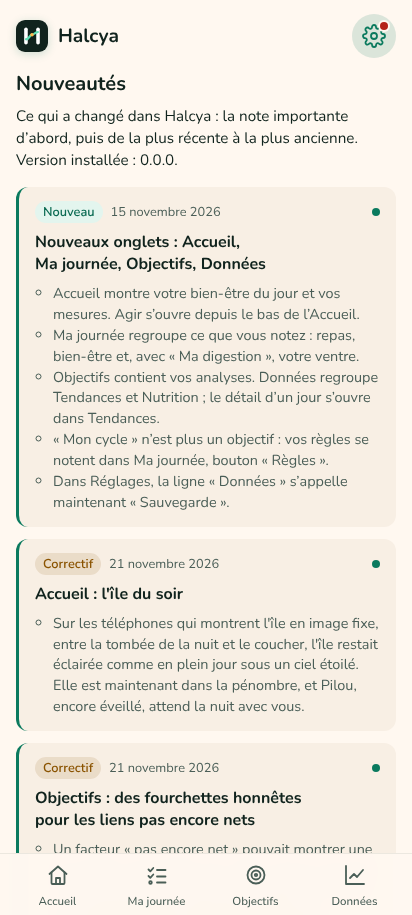 Halcya
Nouveautés
Ce qui a changé dans Halcya : la note importante
d’abord, puis de la plus récente à la plus ancienne.
Version installée : 0.0.0.
Nouveau 15 novembre 2026
Nouveaux onglets : Accueil,
Ma journée, Objectifs, Données
Accueil montre votre bien-être du jour et vos
mesures. Agir s’ouvre depuis le bas de l’Accueil.
Ma journée regroupe ce que vous notez : repas,
bien-être et, avec « Ma digestion », votre ventre.
Objectifs contient vos analyses. Données regroupe
Tendances et Nutrition ; le détail d’un jour s’ouvre
dans Tendances.
« Mon cycle » n’est plus un objectif : vos règles se
notent dans Ma journée, bouton « Règles ».
Dans Réglages, la ligne « Données » s’appelle
maintenant « Sauvegarde ».
Correctif 21 novembre 2026
Accueil : l'île du soir
Sur les téléphones qui montrent l'île en image fixe,
entre la tombée de la nuit et le coucher, l'île restait
éclairée comme en plein jour sous un ciel étoilé.
Elle est maintenant dans la pénombre, et Pilou,
encore éveillé, attend la nuit avec vous.
Correctif 21 novembre 2026
Objectifs : des fourchettes honnêtes
pour les liens pas encore nets
Un facteur « pas encore net » pouvait montrer une
Accueil Ma journée Objectifs Données